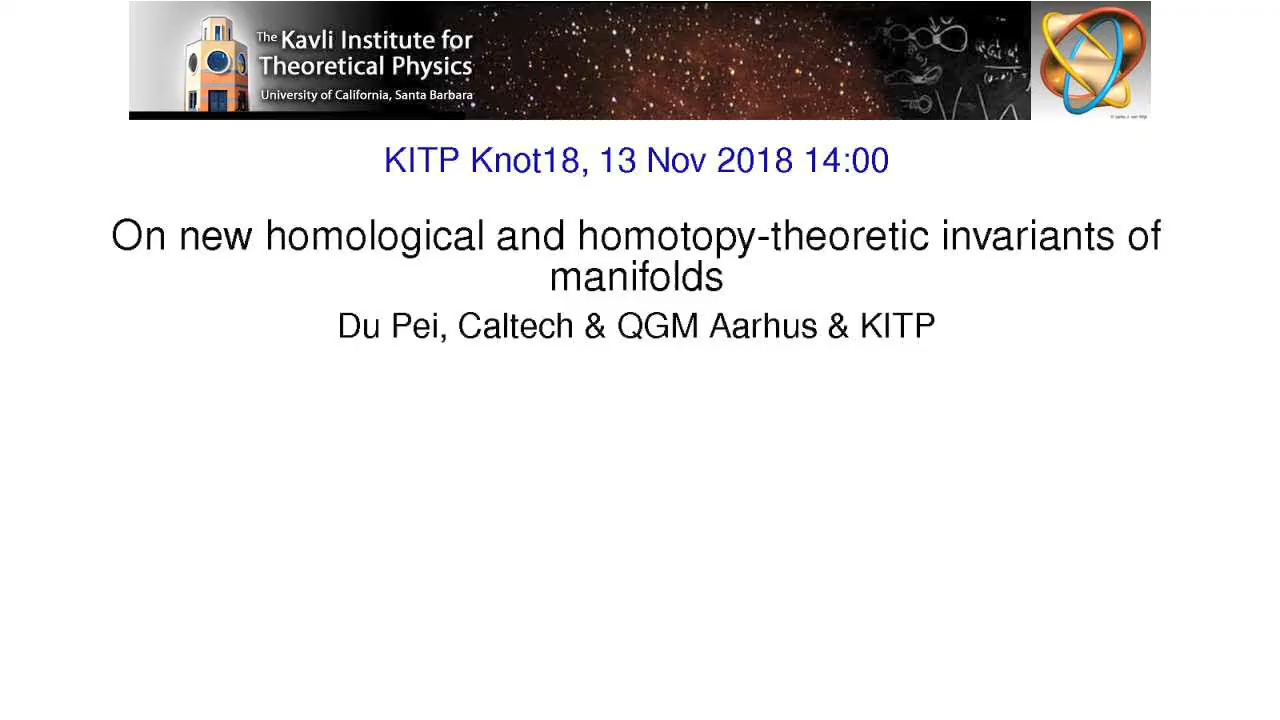 The Kavli Institute for
Theoretical Physics
University of California, Santa Barbara
KITP Knot18, 13 Nov 2018 14:00
On new homological and homotopy-theoretic invariants of
manifolds
Du Pei, Caltech & QGM Aarhus & KITP